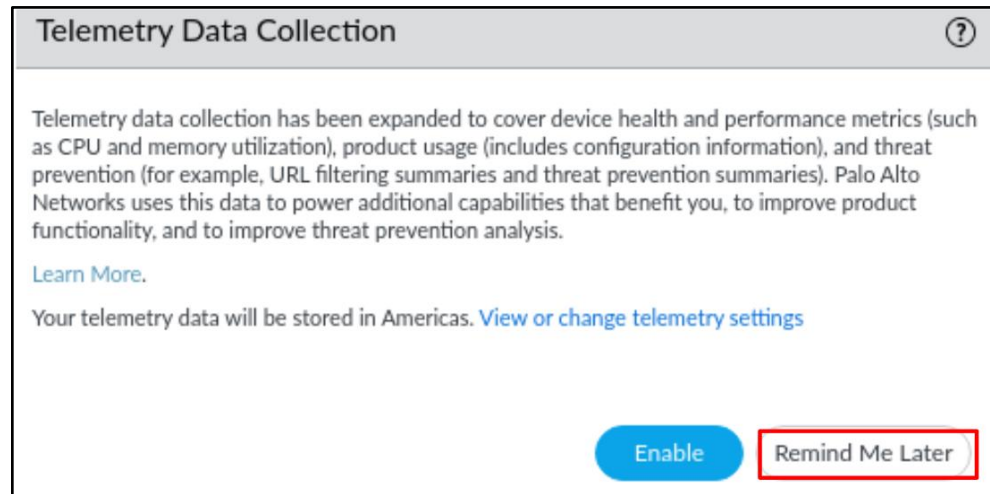 Telemetry Data Collection
?
Telemetry data collection has been expanded to cover device health and performance metrics (such
as CPU and memory utilization), product usage (includes configuration information), and threat
prevention (for example, URL filtering summaries and threat prevention summaries). Palo Alto
Networks uses this data to power additional capabilities that benefit you, to improve product
functionality, and to improve threat prevention analysis.
Learn More.
Your telemetry data will be stored in Americas. View or change telemetry settings
Enable Remind Me Later